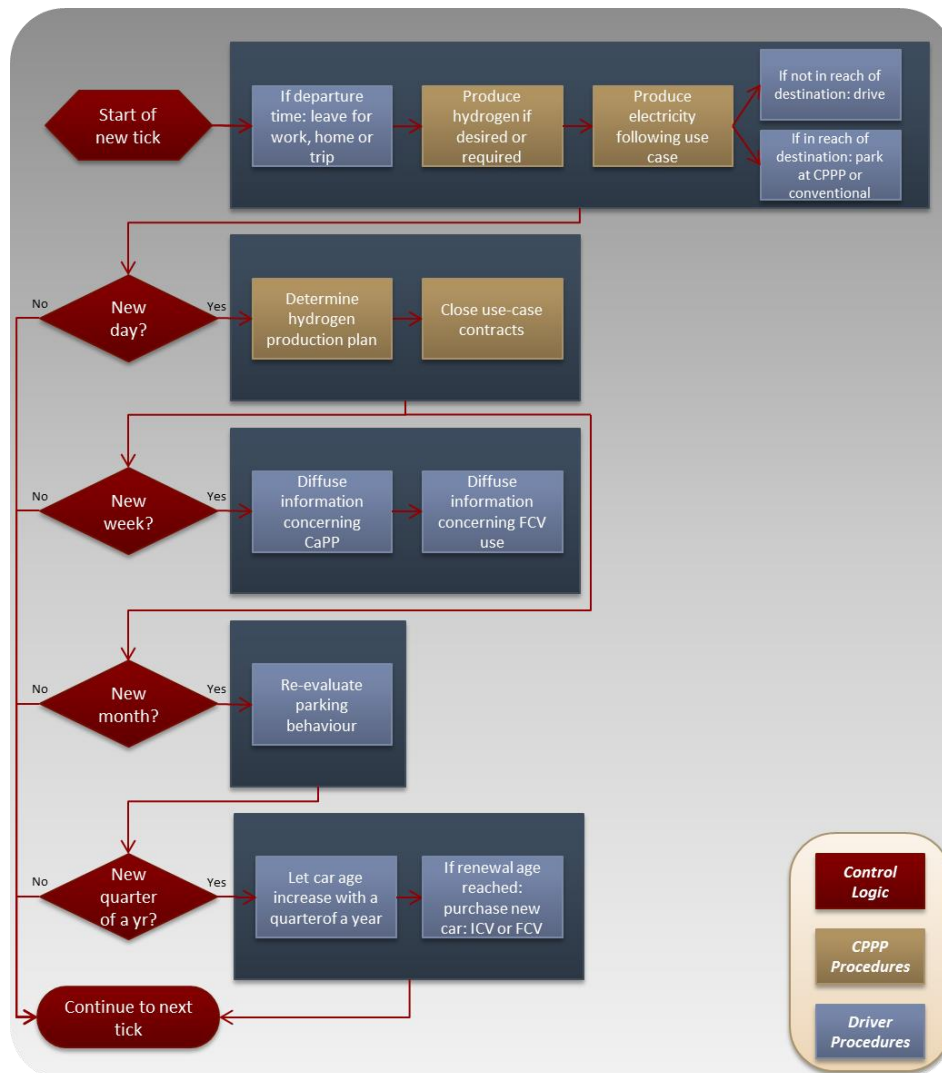 Start of
new tick
If departure
time: leave for
work, home or
trip
Produce
hydrogen if
desired or
required
Produce
electricity
following use
case
If not in reach of
destination: drive
If in reach of
destination: park
at CPPP or
conventional
No
New
day?
Yes
Determine
hydrogen
production plan
Close use-case
contracts
No
New
week?
Yes
Diffuse
information
concerning
CaPP
Diffuse
information
concerning FCV
use
No
New
month?
Yes
Re-evaluate
parking
behaviour
No
New
quarter
of a yr?
Yes
Let car age
increase with a
quarterof a year
If renewal age
reached:
purchase new
car: ICV or FCV
Continue to next
tick
Control
Logic
CPPP
Procedures
Driver
Procedures